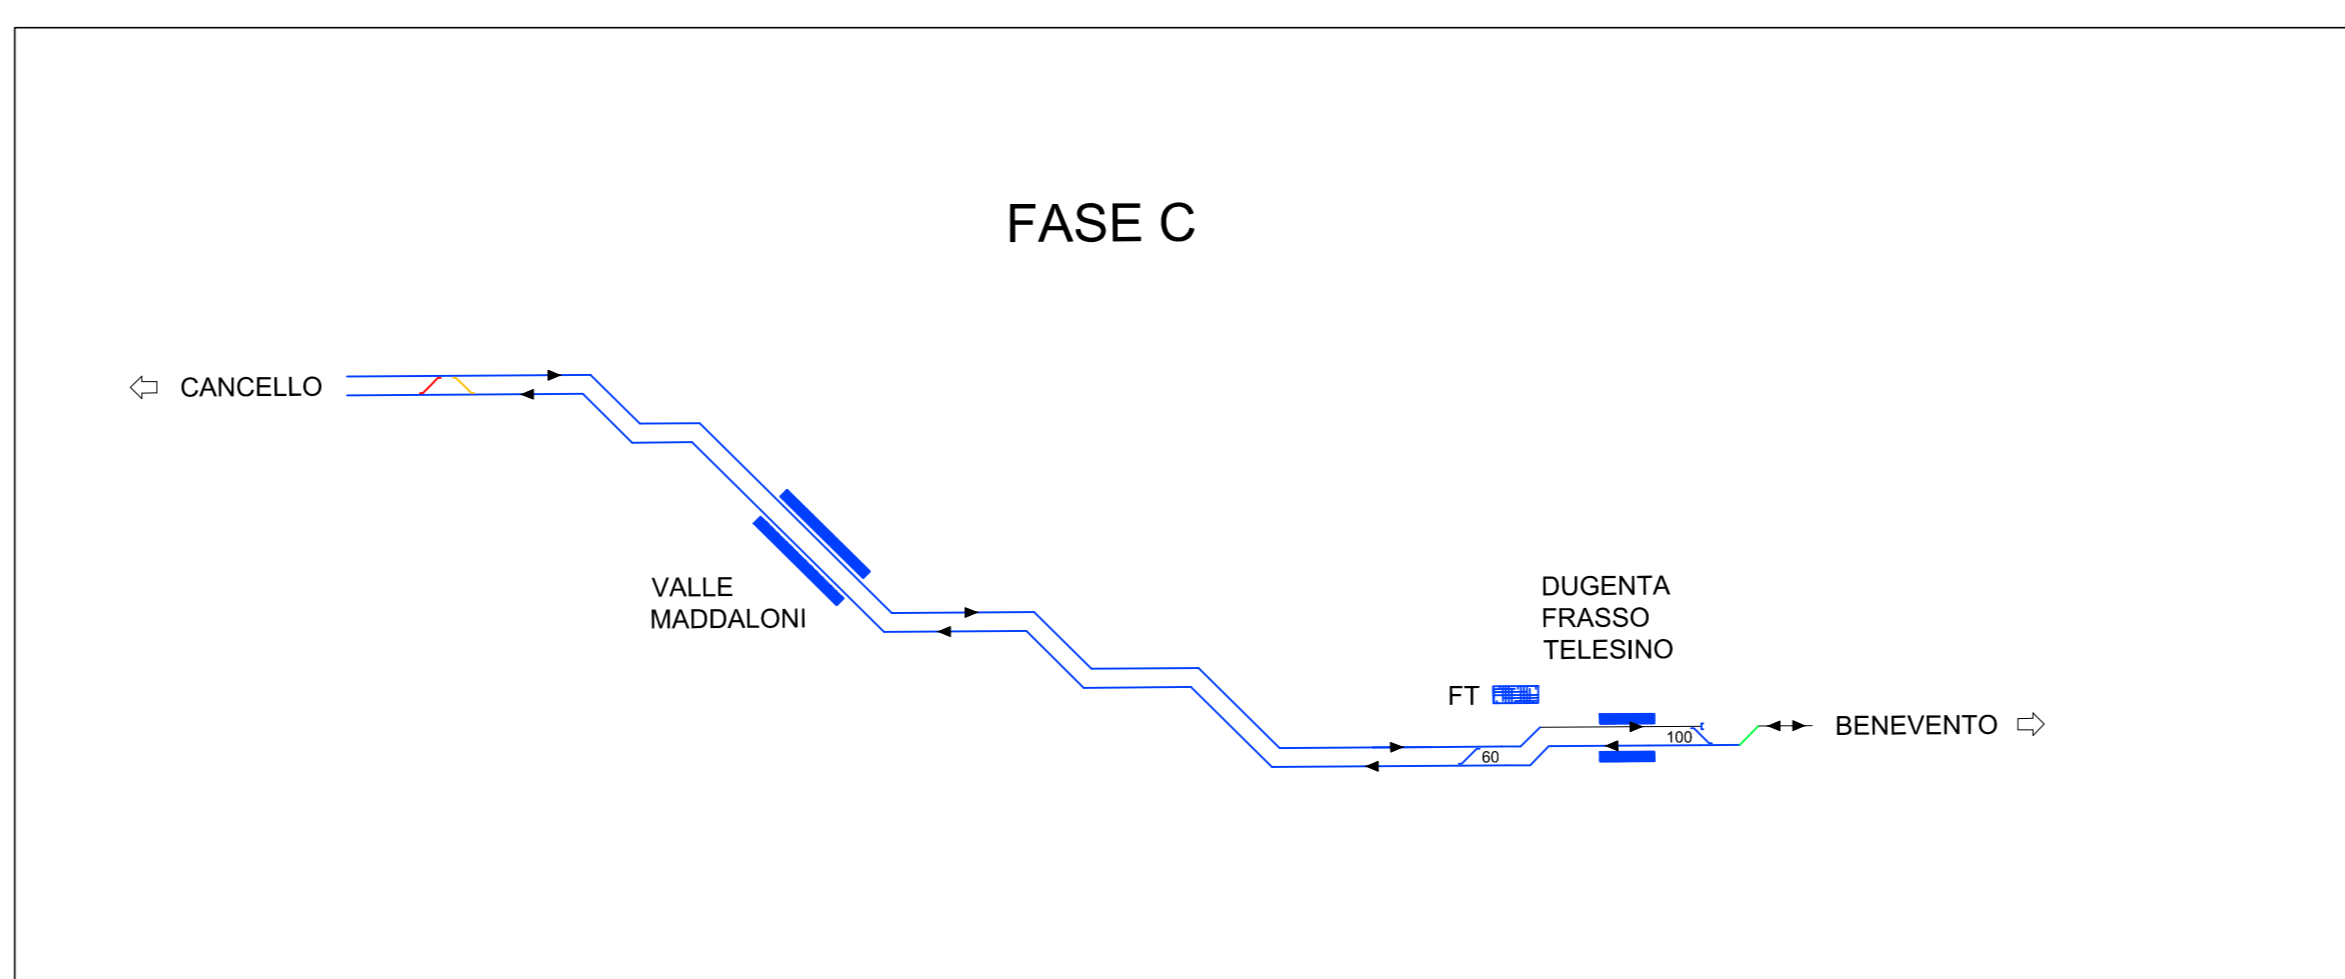 FASE C
CANCELLO
VALLE
MADDALONI
DUGENTA
FRASSO
TELESINO
FT
BENEVENTO
100
60